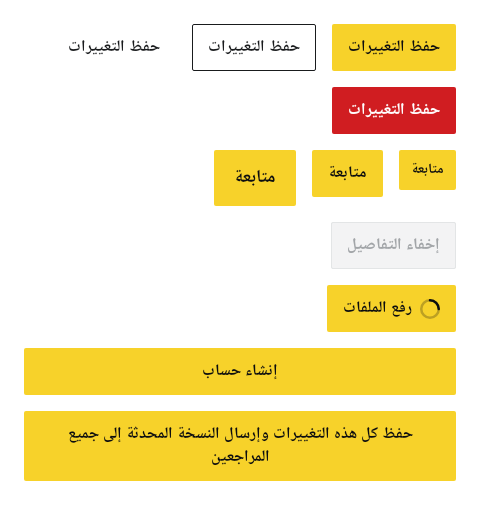 حفظ التغييرات
حفظ التغييرات
حفظ التغييرات
حفظ التغييرات
متابعة
متابعة
متابعة
إخفاء التفاصيل
رفع الملفات
إنشاء حساب
حفظ كل هذه التغييرات وإرسال النسخة المحدثة إلى جميع
المراجعين